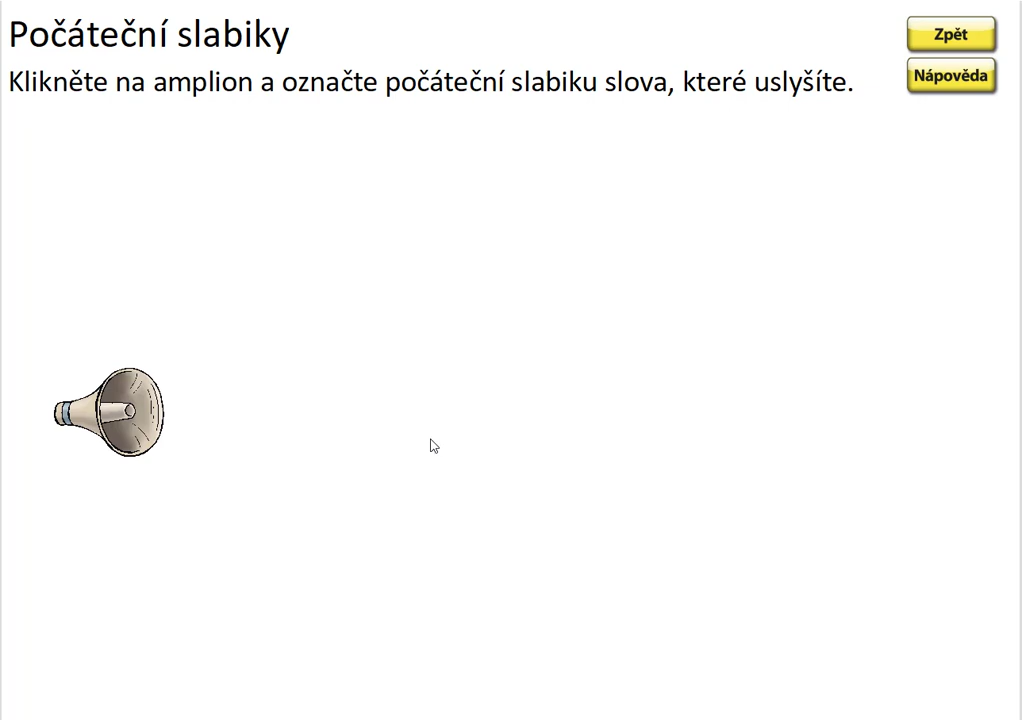 Počáteční slabiky
Zpět
Klikněte na amplion a označte počáteční slabiku slova, které uslyšíte.
Nápověda